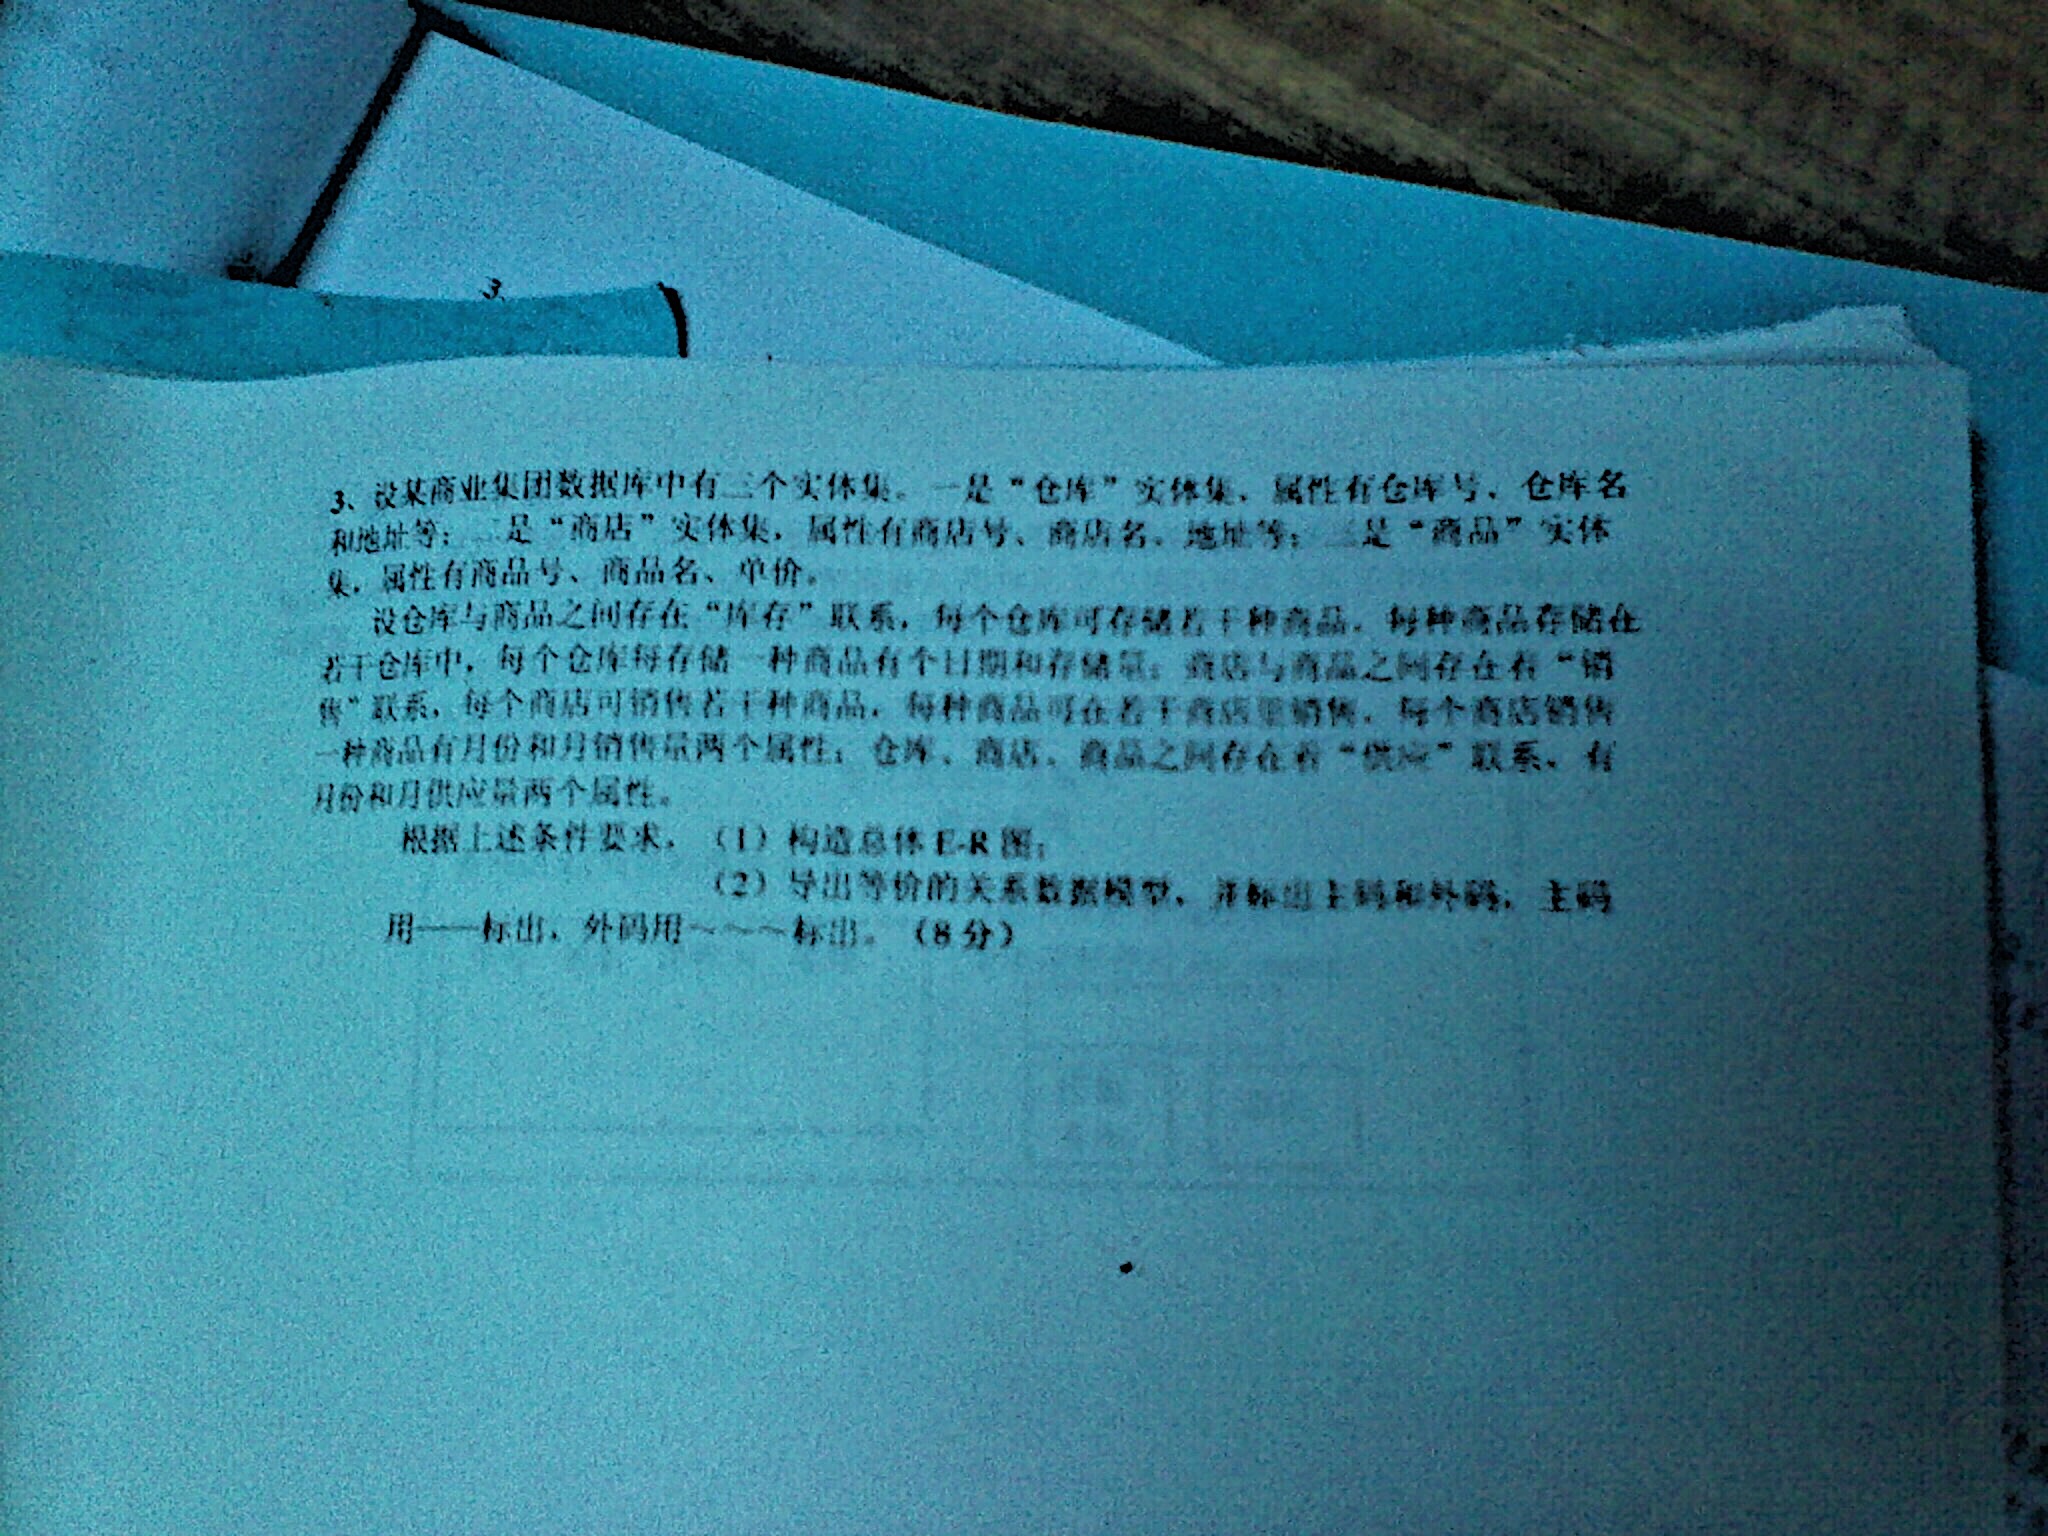 3
3、设某商业集团数据库中有三个实体集。一是“仓库”实体集，属性有仓库号、仓库名
和地址等；二是“商店”实体集，属性有商店号、商店名、地址等；三是“商品”实体
集，属性有商品号、商品名、单价。
设仓库与商品之间存在“库存”联系，每个仓库可存储若干种商品，每种商品存储在
若干仓库中，每个仓库每存储一种商品有个日期和存储量；商店与商品之间存在着“销
售”联系，每个商店可销售若干种商品，每种商品可在若干商店里销售，每个商店销售
一种商品有月份和月销售量两个属性；仓库、商店、商品之间存在着“供应”联系，有
月份和月供应量两个属性。
根据上述条件要求，（1）构造总体E-R图；
（2）导出等价的关系数据模型，并标出主码和外码，主码
用——标出，外码用～～～标出。（8分）